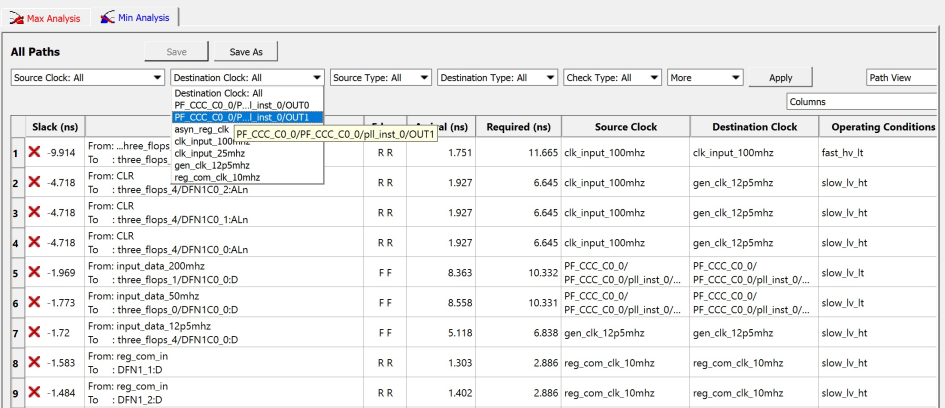 Max Analysis
Min Analysis
All Paths
Save
Save As
Source Clock: All
Destination Clock: All
Source Type: All
Destination Type: All
Check Type: All
More
Apply
Path View
Destination Clock: All
PF_CCC_C0_0/P...l_inst_0/OUT0
PF_CCC_C0_0/P...l_inst_0/OUT1
asyn_reg_clk
clk_input_100mhz
clk_input_25mhz
gen_clk_12p5mhz
reg_com_clk_10mhz
PF_CCC_C0_0/PF_CCC_C0_0/pll_inst_0/OUT1
Columns
Slack (ns) (ns) Required (ns) Source Clock Destination Clock Operating Conditions
1 -9.914 From: ...hree_flops R R 1.751 11.665 clk_input_100mhz clk_input_100mhz fast_hv_lt
To : three_flops
2 -4.718 From: CLR R R 1.927 6.645 clk_input_100mhz gen_clk_12p5mhz slow_lv_ht
To : three_flops_4/DFN1C0_2:ALn
3 -4.718 From: CLR R R 1.927 6.645 clk_input_100mhz gen_clk_12p5mhz slow_lv_ht
To : three_flops_4/DFN1C0_1:ALn
4 -4.718 From: CLR R R 1.927 6.645 clk_input_100mhz gen_clk_12p5mhz slow_lv_ht
To : three_flops_4/DFN1C0_0:ALn
5 -1.969 From: input_data_200mhz F F 8.363 10.332 PF_CCC_C0_0/ PF_CCC_C0_0/ slow_lv_lt
To : three_flops_1/DFN1C0_0:D PF_CCC_C0_0/pll_inst_0/... PF_CCC_C0_0/pll_inst_0/...
6 -1.773 From: input_data_50mhz F F 8.558 10.331 PF_CCC_C0_0/ PF_CCC_C0_0/ slow_lv_lt
To : three_flops_0/DFN1C0_0:D PF_CCC_C0_0/pll_inst_0/... PF_CCC_C0_0/pll_inst_0/...
7 -1.72 From: input_data_12p5mhz F F 5.118 6.838 gen_clk_12p5mhz gen_clk_12p5mhz slow_lv_ht
To : three_flops_4/DFN1C0_0:D
8 -1.583 From: reg_com_in R R 1.303 2.886 reg_com_clk_10mhz reg_com_clk_10mhz slow_lv_ht
To : DFN1_1:D
9 -1.484 From: reg_com_in R R 1.402 2.886 reg_com_clk_10mhz reg_com_clk_10mhz slow_lv_ht
To : DFN1_2:D